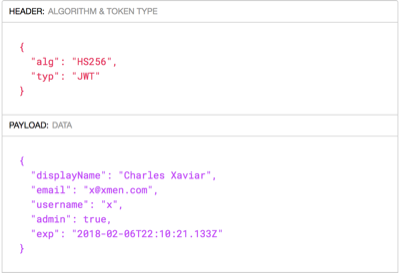 HEADER: ALGORITHM & TOKEN TYPE
{
  "alg": "HS256",
  "typ": "JWT"
}
PAYLOAD: DATA
{
  "displayName": "Charles Xaviar",
  "email": "x@xmen.com",
  "username": "x",
  "admin": true,
  "exp": "2018-02-06T22:10:21.133Z"
}